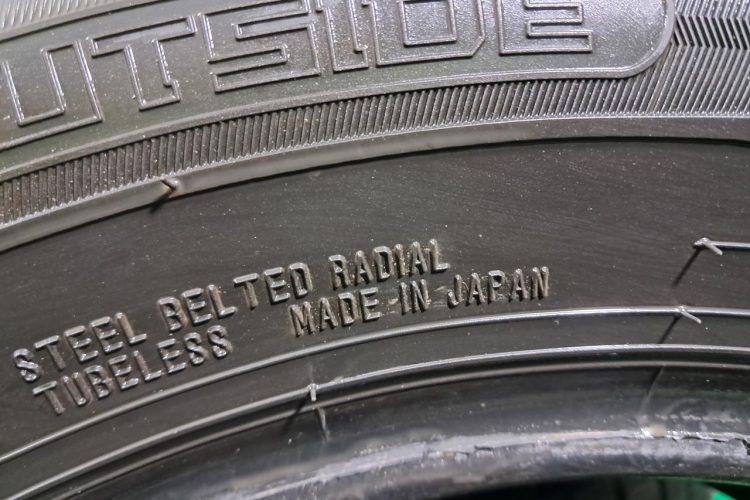 UTSIDE
STEEL BELTED RADIAL
TUBELESS MADE IN JAPAN